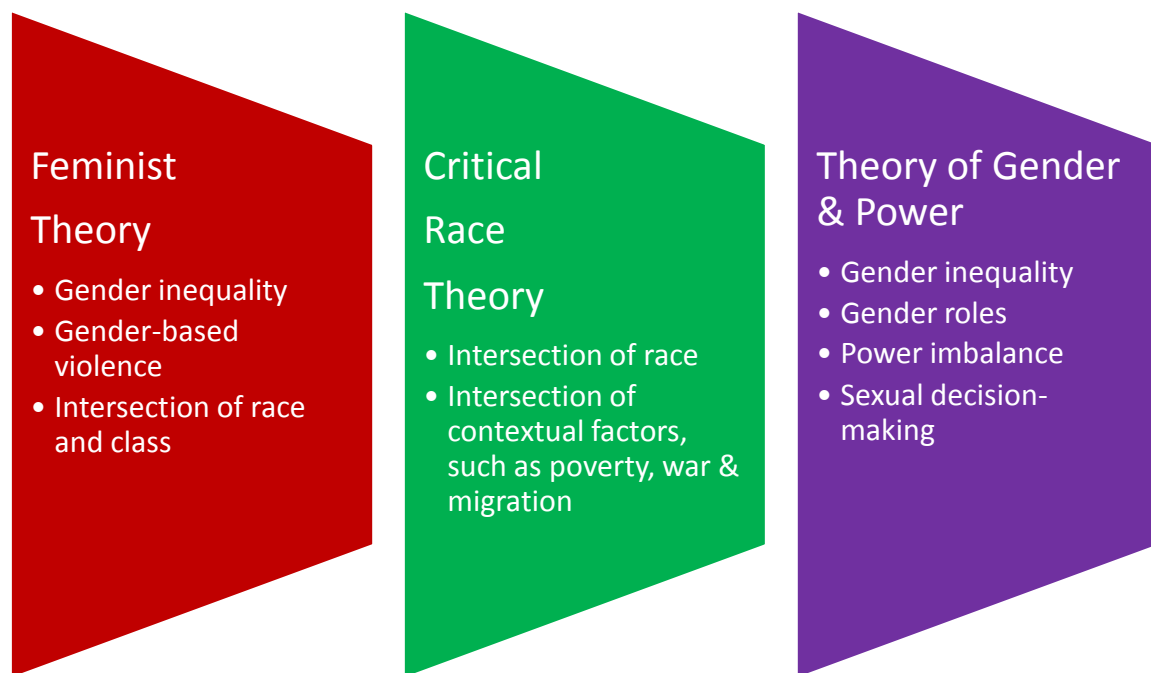 Feminist
Theory
• Gender inequality
• Gender-based
violence
• Intersection of race
and class
Critical
Race
Theory
• Intersection of race
• Intersection of
contextual factors,
such as poverty, war &
migration
Theory of Gender
& Power
• Gender inequality
• Gender roles
• Power imbalance
• Sexual decision-
making